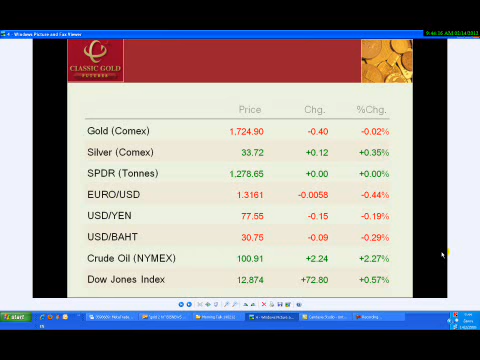 4 - Windows Picture and Fax Viewer
CLASSIC GOLD
FUTURES
Price Chg. %Chg.
Gold (Comex) 1,724.90 -0.40 -0.02%
Silver (Comex) 33.72 +0.12 +0.35%
SPDR (Tonnes) 1,278.65 +0.00 +0.00%
EURO/USD 1.3161 -0.0058 -0.44%
USD/YEN 77.55 -0.15 -0.19%
USD/BAHT 30.75 -0.09 -0.29%
Crude Oil (NYMEX) 100.91 +2.24 +2.27%
Dow Jones Index 12,874 +72.80 +0.57%
start